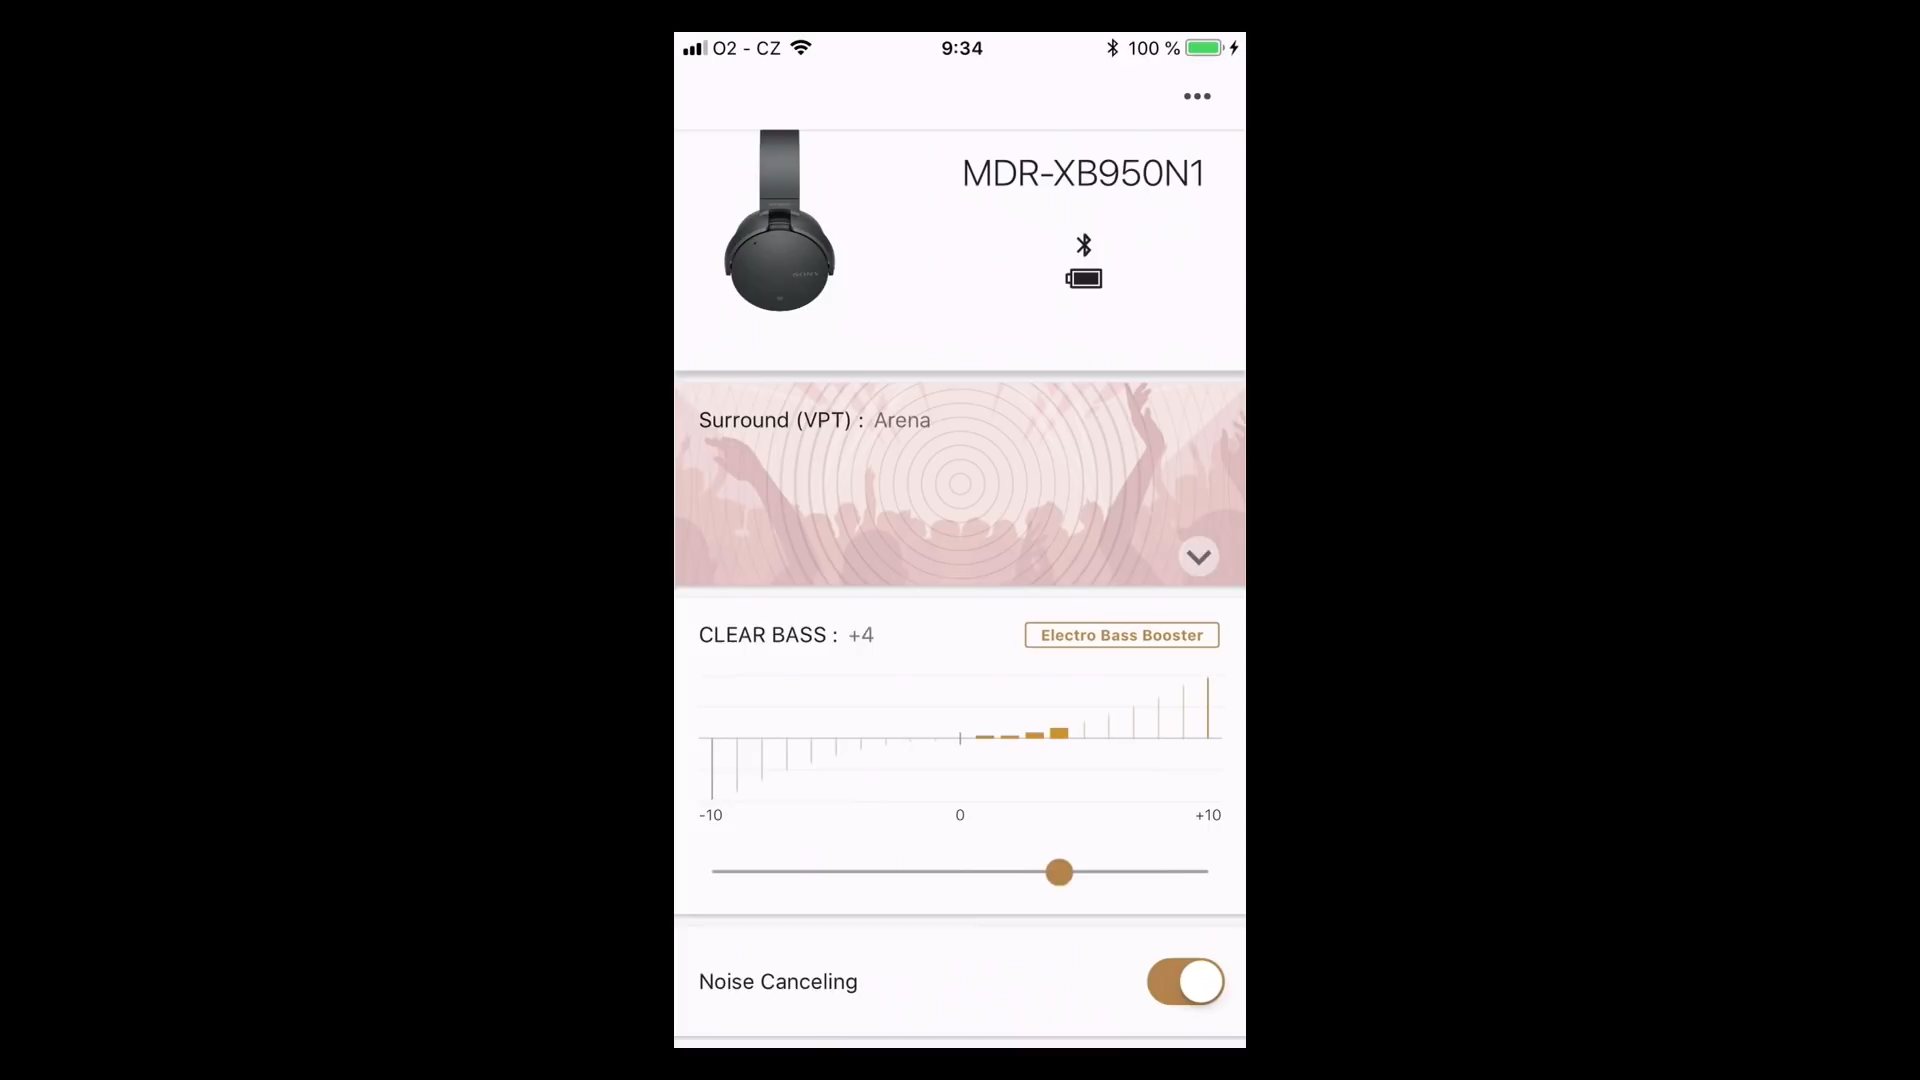 O2 - CZ 9:34 100 %
MDR-XB950N1
SONY
Surround (VPT) : Arena
CLEAR BASS : +4 Electro Bass Booster
-10 0 +10
Noise Canceling